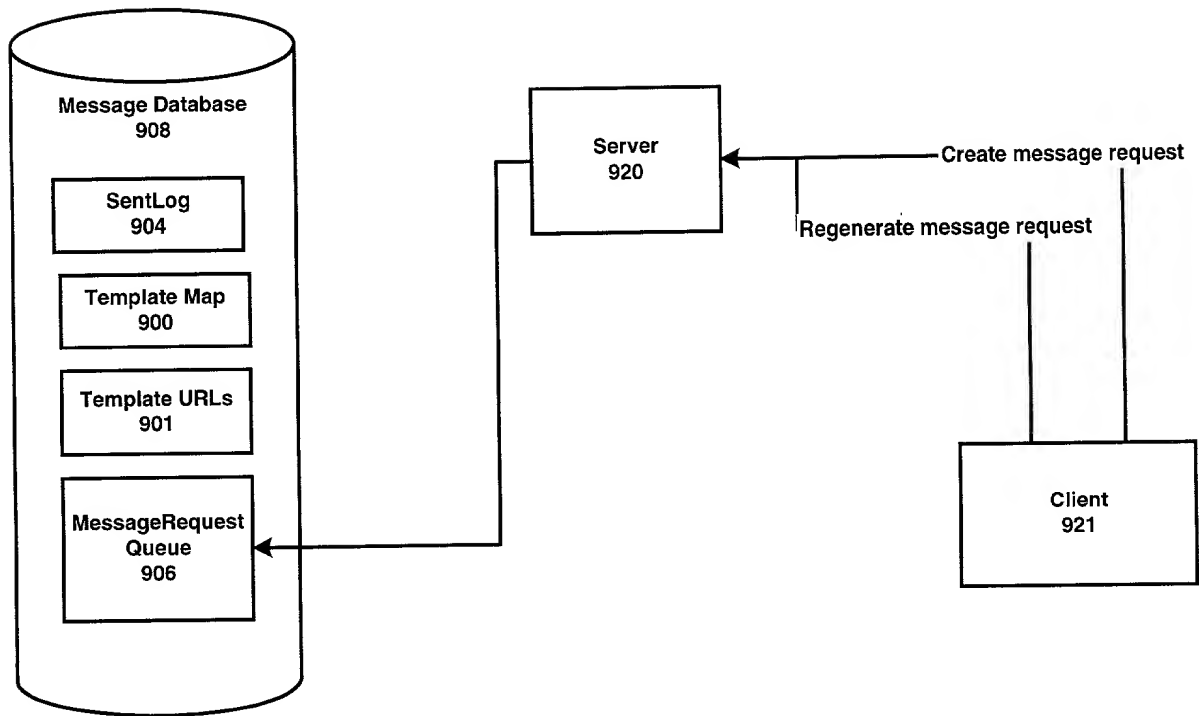 Message Database
908
SentLog
904
Template Map
900
Template URLs
901
MessageRequest
Queue
906
Server
920
Create message request
Regenerate message request
Client
921